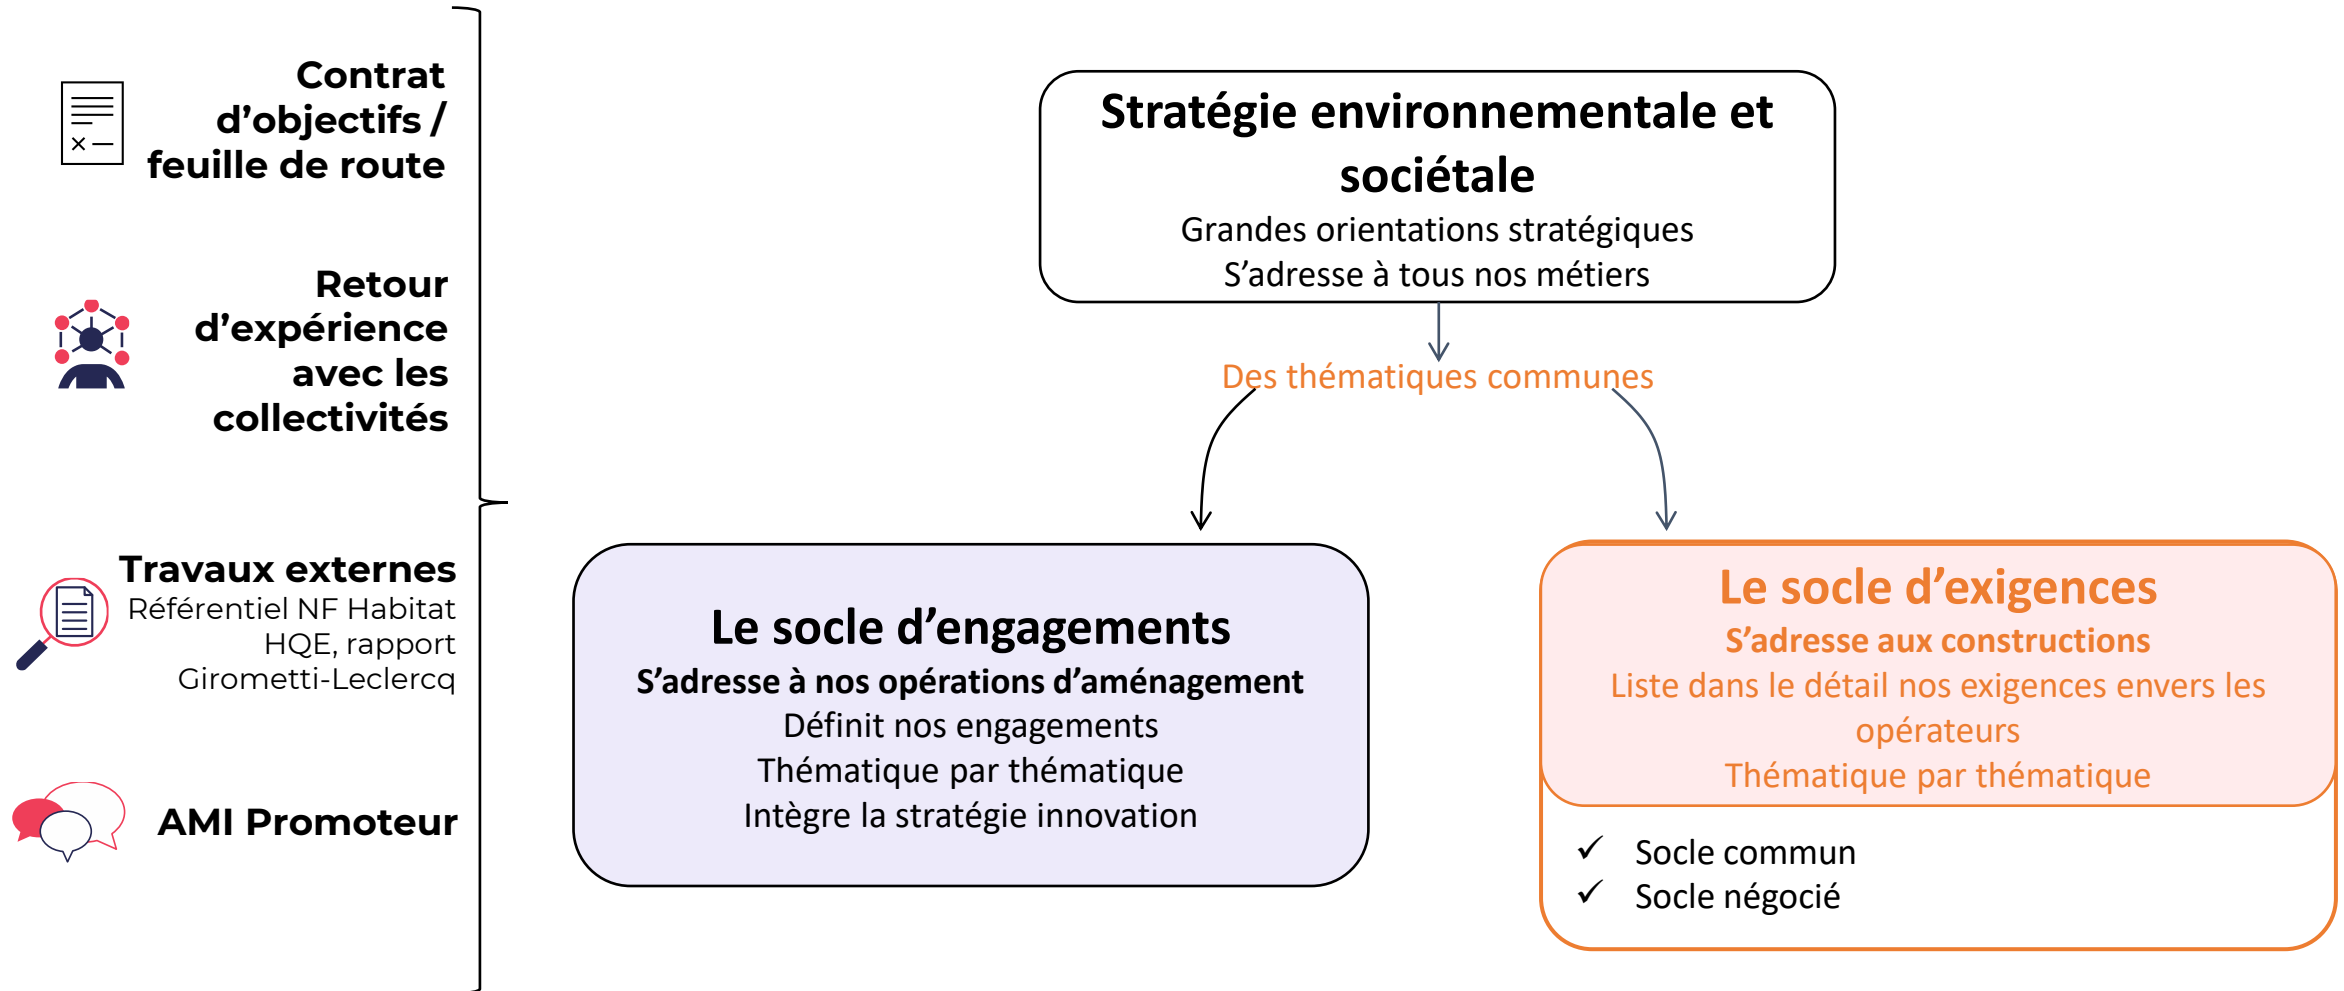 Contrat
d’objectifs /
feuille de route
Retour
d’expérience
avec les
collectivités
Travaux externes
Référentiel NF Habitat
HQE, rapport
Girometti-Leclercq
AMI Promoteur
Stratégie environnementale et
sociétale
Grandes orientations stratégiques
S’adresse à tous nos métiers
Des thématiques communes
Le socle d’engagements
S’adresse à nos opérations d’aménagement
Définit nos engagements
Thématique par thématique
Intègre la stratégie innovation
Le socle d’exigences
S’adresse aux constructions
Liste dans le détail nos exigences envers les
opérateurs
Thématique par thématique
✓ Socle commun
✓ Socle négocié